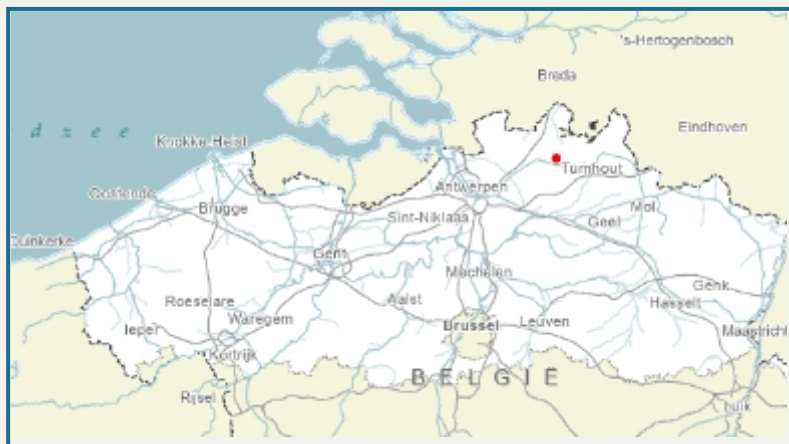 's-Hertogenbosch
Breda
Eindhoven
d z e e
Knokke-Heist
Turnhout
Antwerpen
Oostende
Brugge
Sint-Niklaas
Geel
Mol
Duinkerke
Gent
Mechelen
Genk
Roeselare
Aalst
Hasselt
Ieper
Waregem
Brussel
Leuven
Maastricht
Kortrijk
BELGIË
Rijsel
Luik